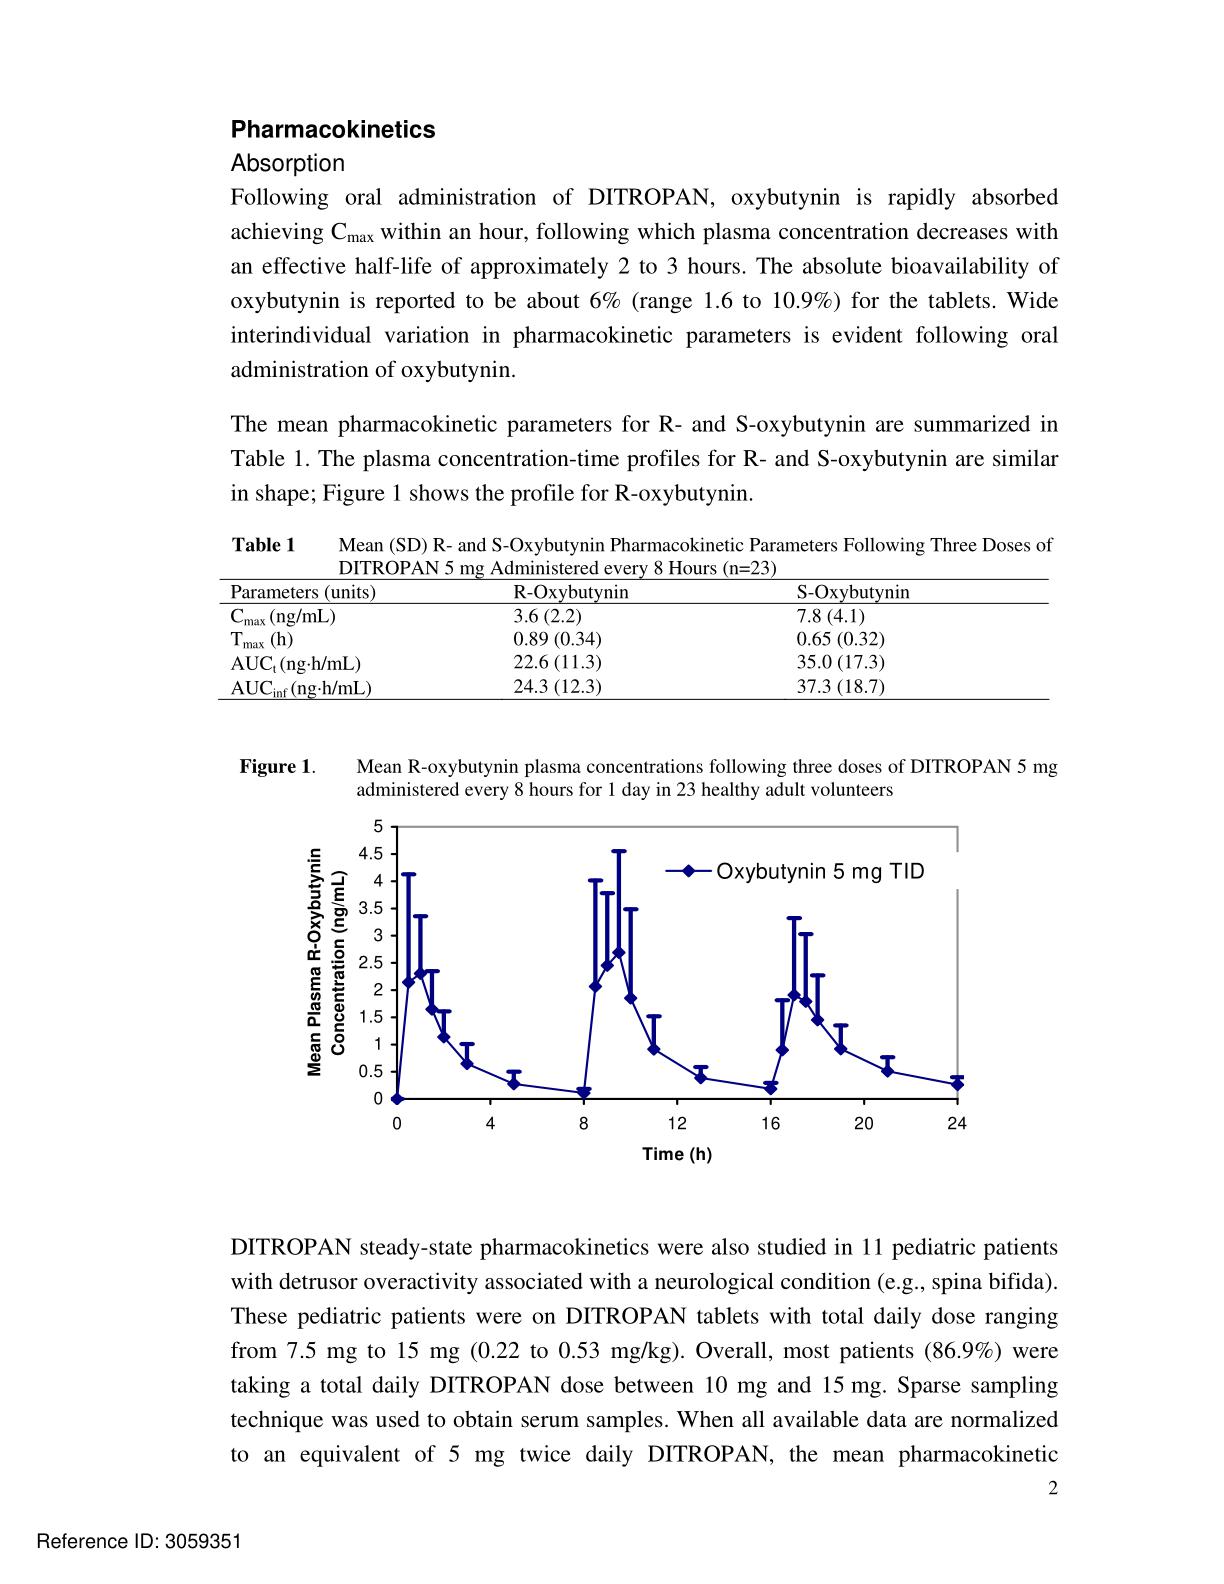 Pharmacokinetics
Absorption
Following oral administration of DITROPAN, oxybutynin is rapidly absorbed
achieving Cmax within an hour, following which plasma concentration decreases with
an effective half-life of approximately 2 to 3 hours. The absolute bioavailability of
oxybutynin is reported to be about 6% (range 1.6 to 10.9%) for the tablets. Wide
interindividual variation in pharmacokinetic parameters is evident following oral
administration of oxybutynin.
The mean pharmacokinetic parameters for R- and S-oxybutynin are summarized in
Table 1. The plasma concentration-time profiles for R- and S-oxybutynin are similar
in shape; Figure 1 shows the profile for R-oxybutynin.
Table 1 Mean (SD) R- and S-Oxybutynin Pharmacokinetic Parameters Following Three Doses of
DITROPAN 5 mg Administered every 8 Hours (n=23)
Parameters (units) R-Oxybutynin S-Oxybutynin
Cmax (ng/mL) 3.6 (2.2) 7.8 (4.1)
Tmax (h) 0.89 (0.34) 0.65 (0.32)
AUCt (ng·h/mL) 22.6 (11.3) 35.0 (17.3)
AUCinf (ng·h/mL) 24.3 (12.3) 37.3 (18.7)
Figure 1. Mean R-oxybutynin plasma concentrations following three doses of DITROPAN 5 mg
administered every 8 hours for 1 day in 23 healthy adult volunteers
Mean Plasma R-Oxybutynin
Concentration (ng/mL)
5
4.5
4
3.5
3
2.5
2
1.5
1
0.5
0
Oxybutynin 5 mg TID
0 4 8 12 16 20 24
Time (h)
DITROPAN steady-state pharmacokinetics were also studied in 11 pediatric patients
with detrusor overactivity associated with a neurological condition (e.g., spina bifida).
These pediatric patients were on DITROPAN tablets with total daily dose ranging
from 7.5 mg to 15 mg (0.22 to 0.53 mg/kg). Overall, most patients (86.9%) were
taking a total daily DITROPAN dose between 10 mg and 15 mg. Sparse sampling
technique was used to obtain serum samples. When all available data are normalized
to an equivalent of 5 mg twice daily DITROPAN, the mean pharmacokinetic
2
Reference ID: 3059351